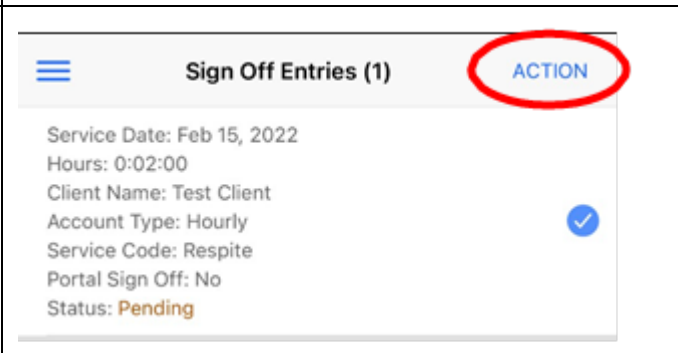 Sign Off Entries (1) ACTION
Service Date: Feb 15, 2022
Hours: 0:02:00
Client Name: Test Client
Account Type: Hourly
Service Code: Respite
Portal Sign Off: No
Status: Pending